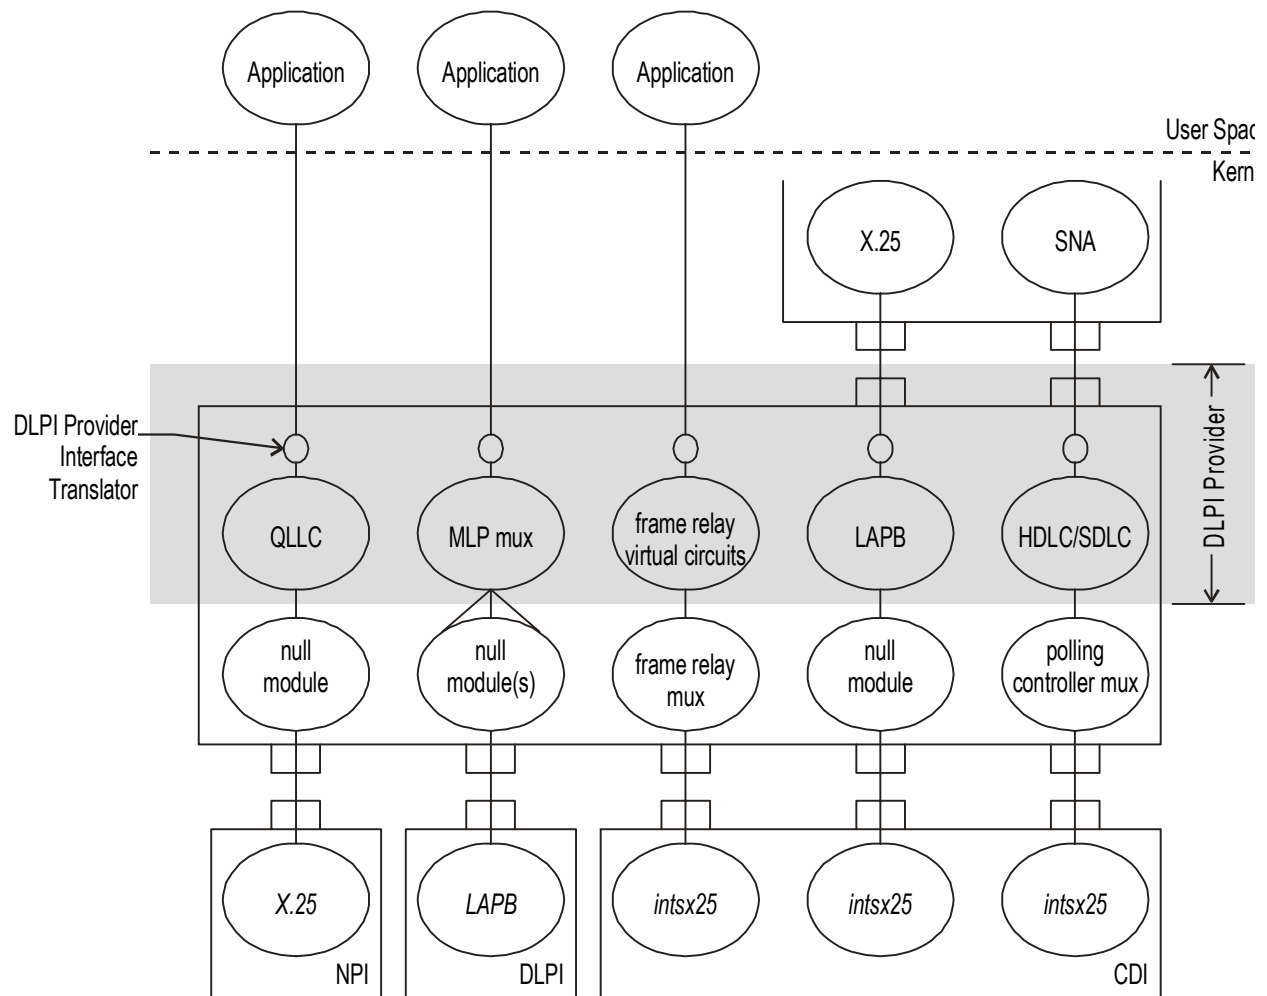 Application
Application
Application
User Spac
Kern
X.25
SNA
DLPI Provider
Interface
Translator
DLPI Provider
QLLC
MLP mux
frame relay
virtual circuits
LAPB
HDLC/SDLC
null
module
null
module(s)
frame relay
mux
null
module
polling
controller mux
X.25
LAPB
intsx25
intsx25
intsx25
NPI
DLPI
CDI